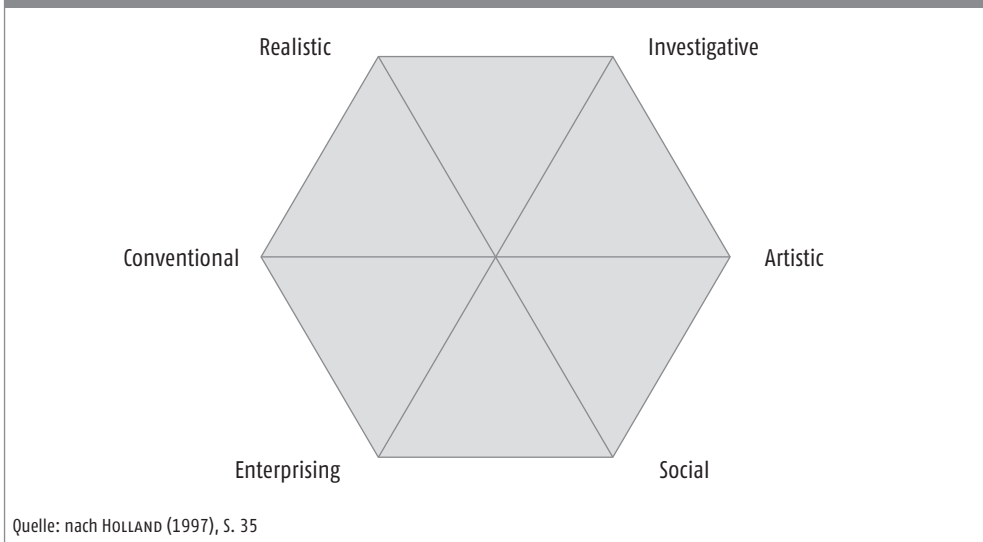 Realistic
Investigative
Conventional
Artistic
Enterprising
Social
Quelle: nach HOLLAND (1997), S. 35